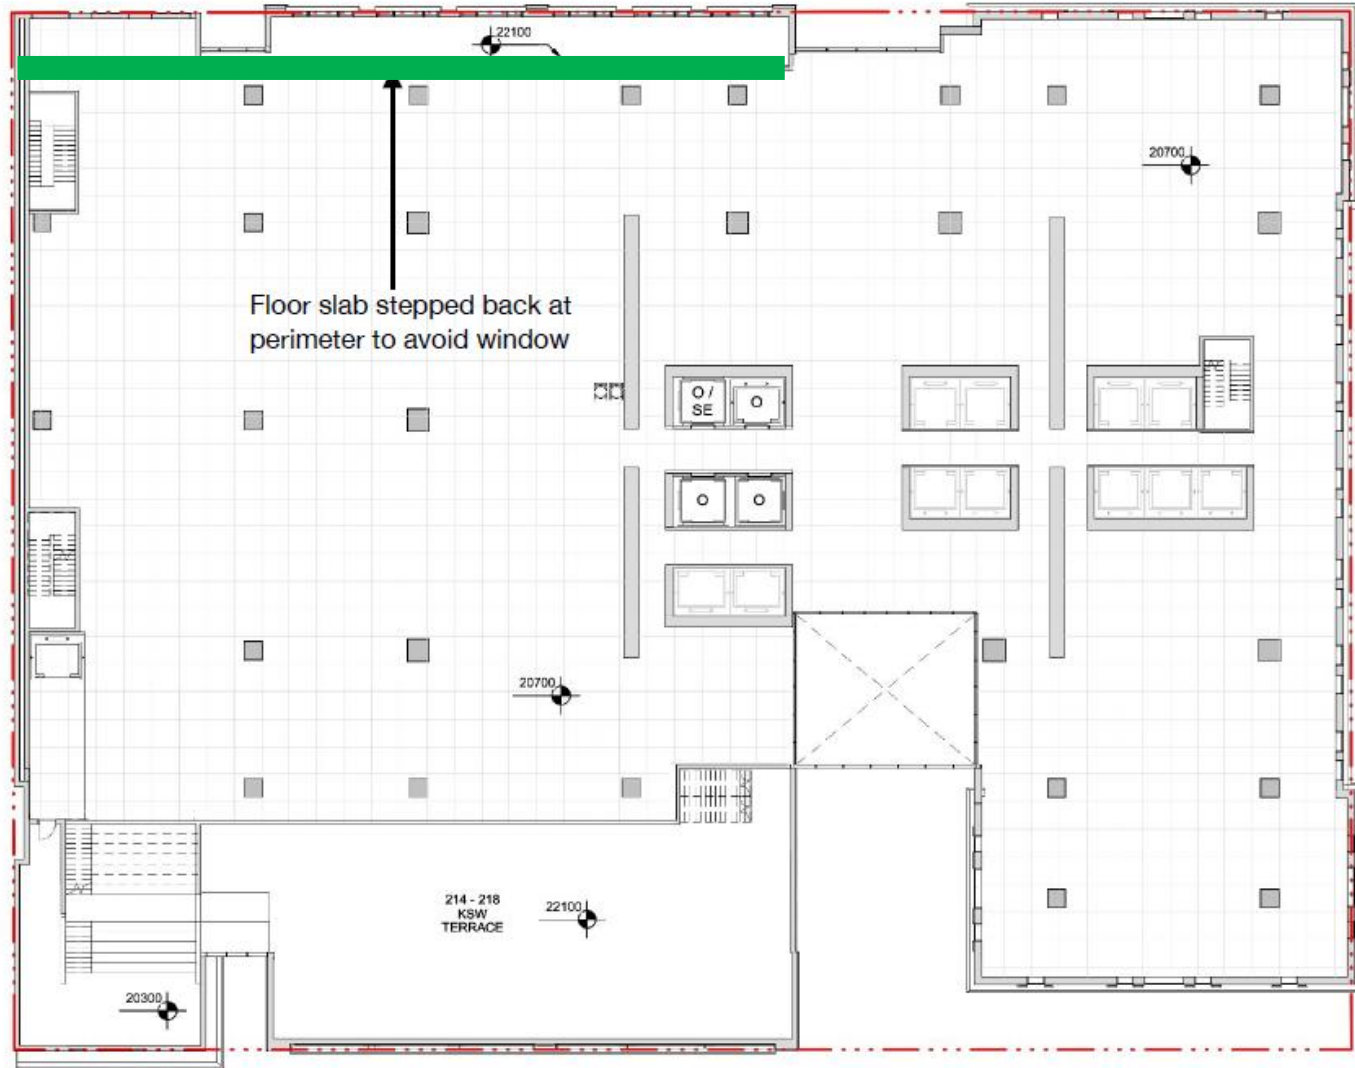 22100
20700
Floor slab stepped back at
perimeter to avoid window
O /
SE
O
O
O
20700
214 - 218
KSW
TERRACE
22100
20300